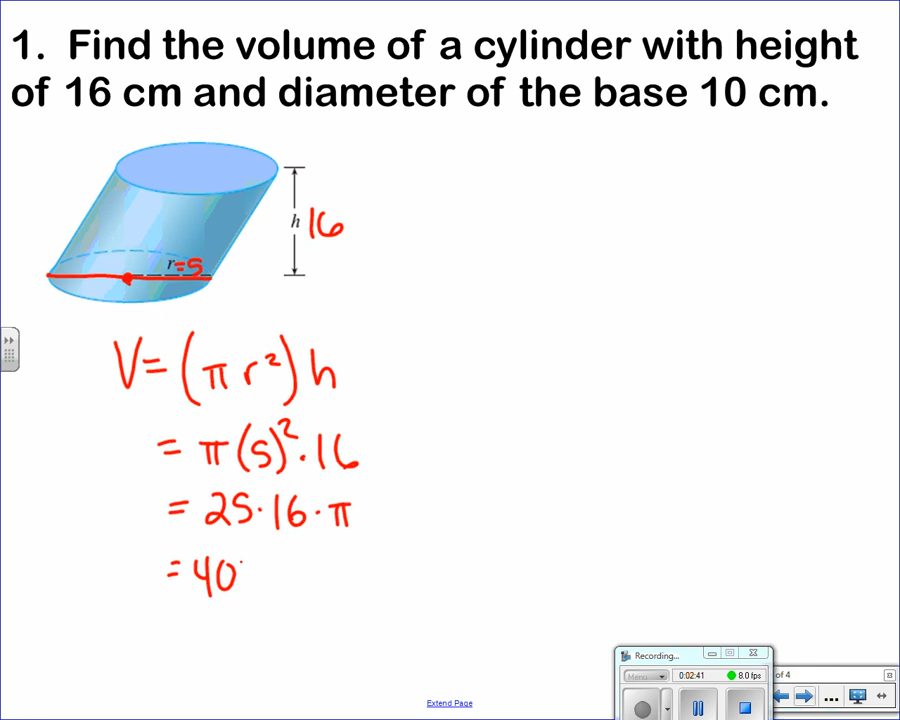 1. Find the volume of a cylinder with height
of 16 cm and diameter of the base 10 cm.
h 16
r=5
V=(πr²)h
= π(5)²·16
= 25·16·π
= 40
Recording...
Menu 0:02:41 8.0 fps
of 4
...
Extend Page